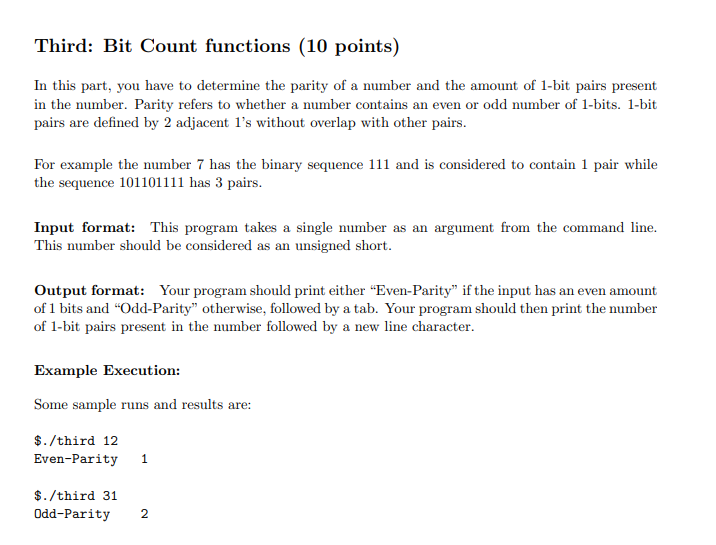 Third: Bit Count functions (10 points)
In this part, you have to determine the parity of a number and the amount of 1-bit pairs present
in the number. Parity refers to whether a number contains an even or odd number of 1-bits. 1-bit
pairs are defined by 2 adjacent 1's without overlap with other pairs.
For example the number 7 has the binary sequence 111 and is considered to contain 1 pair while
the sequence 101101111 has 3 pairs.
Input format: This program takes a single number as an argument from the command line.
This number should be considered as an unsigned short.
Output format: Your program should print either “Even-Parity” if the input has an even amount
of 1 bits and “Odd-Parity” otherwise, followed by a tab. Your program should then print the number
of 1-bit pairs present in the number followed by a new line character.
Example Execution:
Some sample runs and results are:
$./third 12
Even-Parity 1
$./third 31
Odd-Parity 2